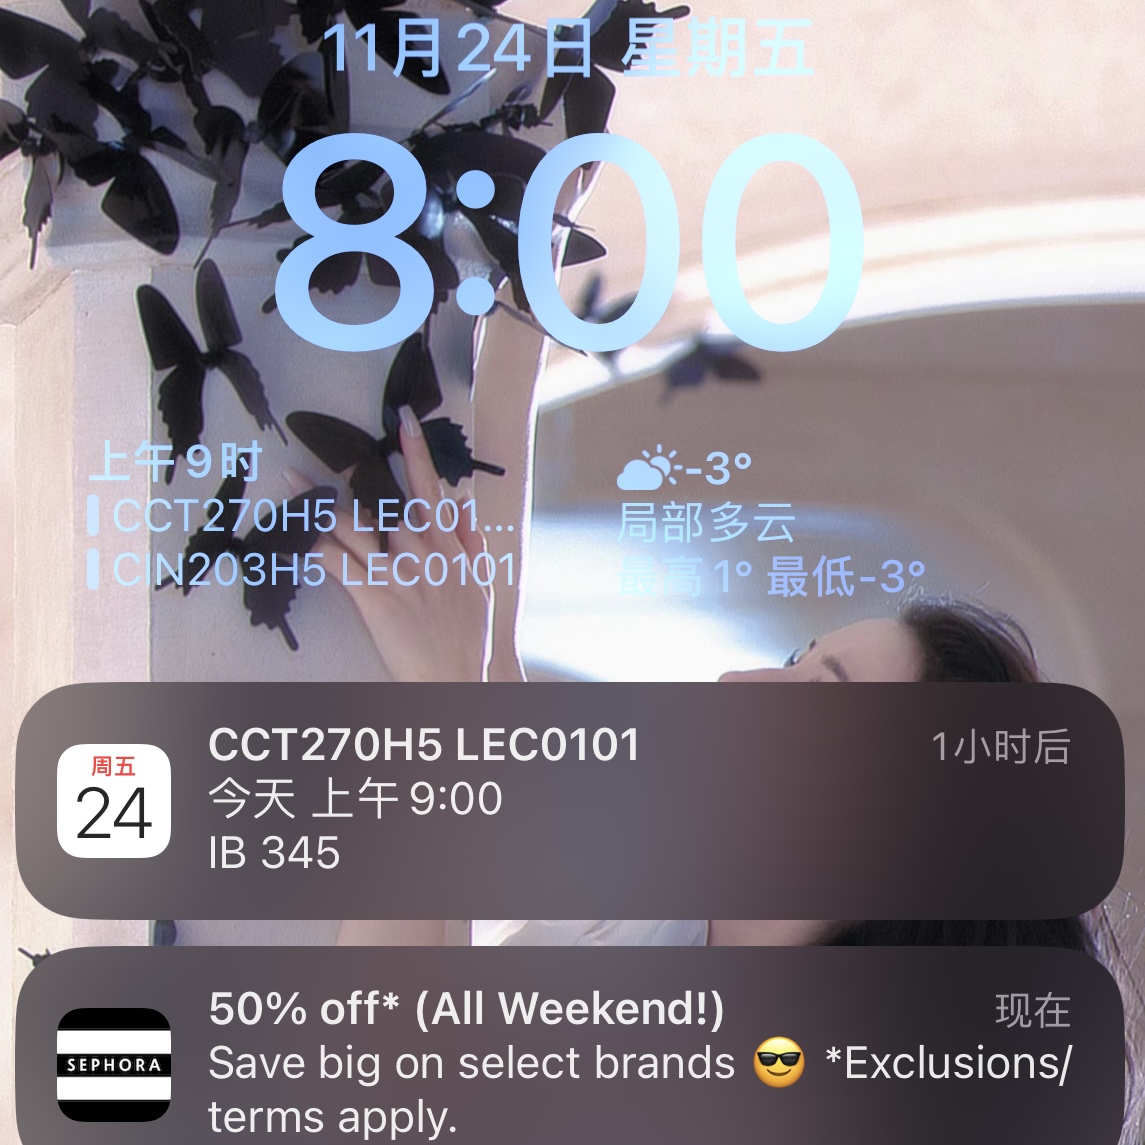 11月24日 星期五
8:00
上午9时
CCT270H5 LEC01...
CIN203H5 LEC0101
-3°
局部多云
最高1° 最低-3°
CCT270H5 LEC0101
1小时后
周五
24
今天 上午9:00
IB 345
50% off* (All Weekend!)
现在
SEPHORA
Save big on select brands 😎 *Exclusions/
terms apply.